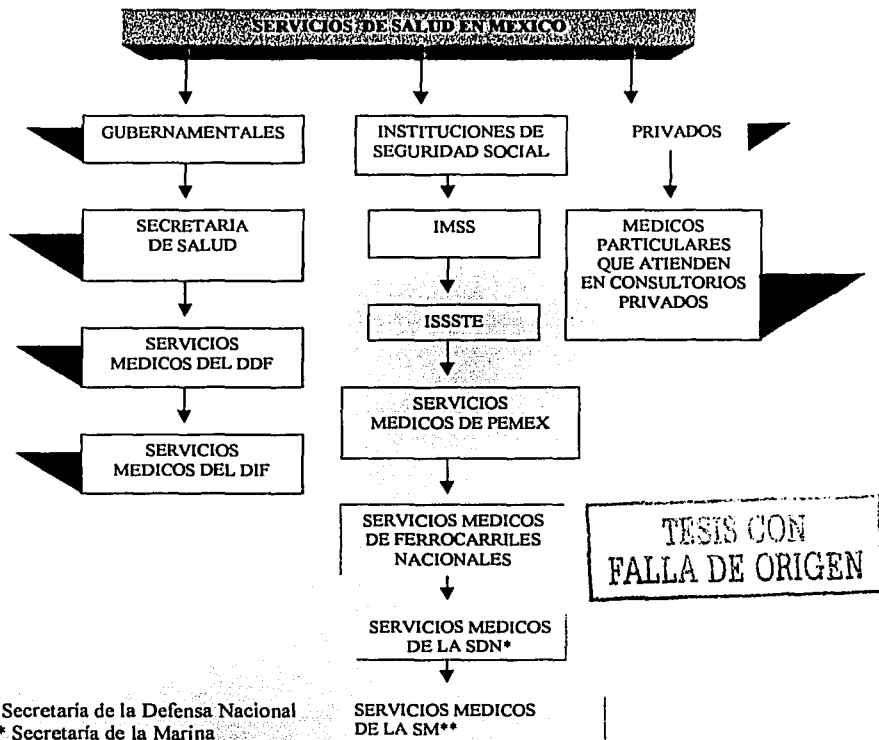 SERVICIOS DE SALUD EN MEXICO
GUBERNAMENTALES
SECRETARIA
DE SALUD
SERVICIOS
MEDICOS DEL DDF
SERVICIOS
MEDICOS DEL DIF
INSTITUCIONES DE
SEGURIDAD SOCIAL
IMSS
ISSSTE
SERVICIOS
MEDICOS DE PEMEX
SERVICIOS MEDICOS
DE FERROCARRILES
NACIONALES
SERVICIOS MEDICOS
DE LA SDN*
SERVICIOS MEDICOS
DE LA SM**
PRIVADOS
MEDICOS
PARTICULARES
QUE ATIENDEN
EN CONSULTORIOS
PRIVADOS
TESIS CON
FALLA DE ORIGEN
Secretaría de la Defensa Nacional
* Secretaría de la Marina